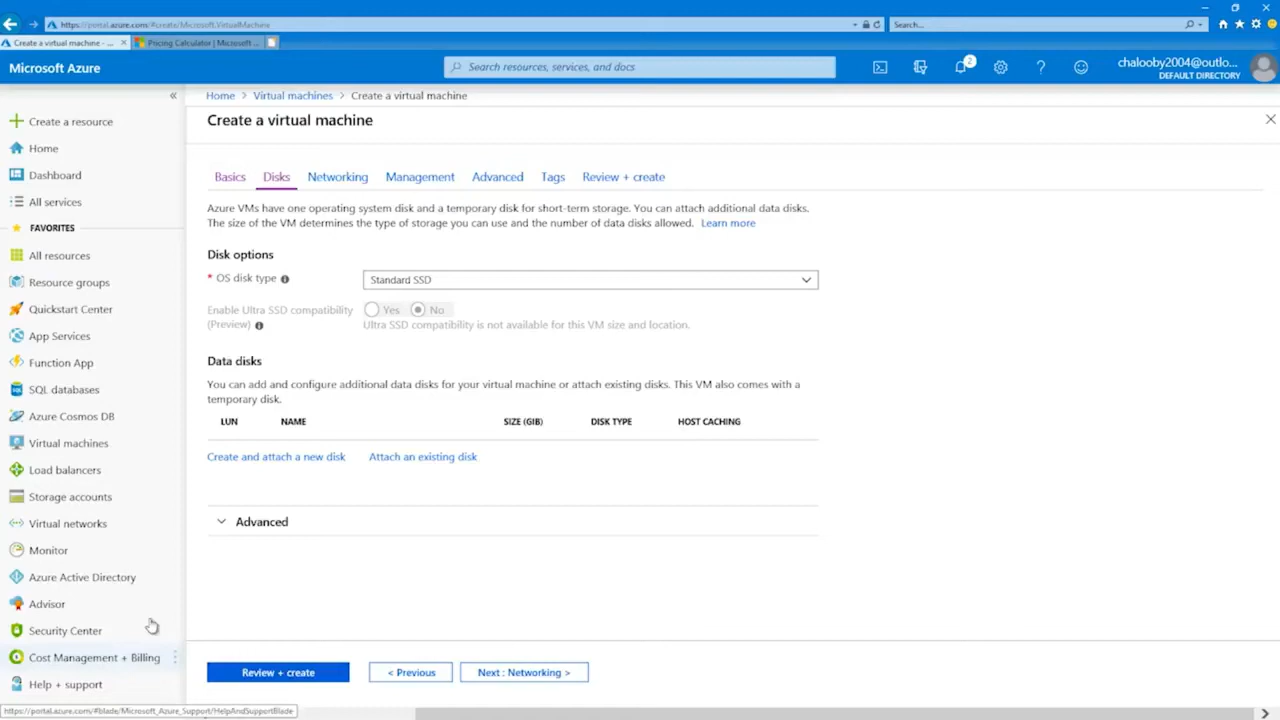 https://portal.azure.com/#create/Microsoft.VirtualMachine
Search...
Create a virtual machine - ...
Pricing Calculator | Microsoft ...
Microsoft Azure
Search resources, services, and docs
2
chalooby2004@outlo...
DEFAULT DIRECTORY
Home > Virtual machines > Create a virtual machine
Create a virtual machine
Create a resource
Home
Dashboard
All services
FAVORITES
All resources
Resource groups
Quickstart Center
App Services
Function App
SQL databases
Azure Cosmos DB
Virtual machines
Load balancers
Storage accounts
Virtual networks
Monitor
Azure Active Directory
Advisor
Security Center
Cost Management + Billing
Help + support
Basics Disks Networking Management Advanced Tags Review + create
Azure VMs have one operating system disk and a temporary disk for short-term storage. You can attach additional data disks.
The size of the VM determines the type of storage you can use and the number of data disks allowed. Learn more
Disk options
* OS disk type
Standard SSD
Enable Ultra SSD compatibility
(Preview)
Yes No
Ultra SSD compatibility is not available for this VM size and location.
Data disks
You can add and configure additional data disks for your virtual machine or attach existing disks. This VM also comes with a
temporary disk.
LUN NAME SIZE (GIB) DISK TYPE HOST CACHING
Create and attach a new disk Attach an existing disk
Advanced
Review + create < Previous Next : Networking >
https://portal.azure.com/#blade/Microsoft_Azure_Support/HelpAndSupportBlade